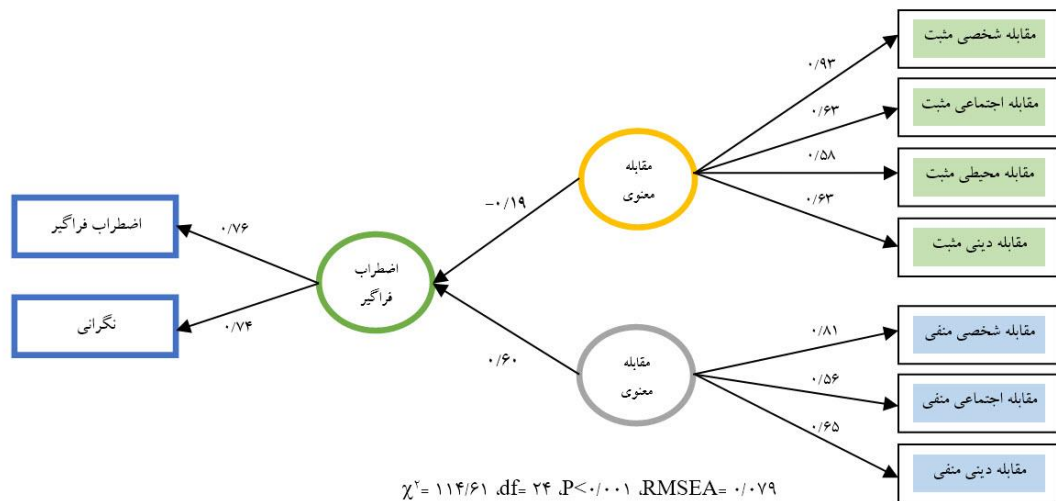 مقابله شخصی مثبت
۰/۹۳
مقابله اجتماعی مثبت
۰/۶۳
مقابله
معنوی
۰/۵۸
مقابله محیطی مثبت
۰/۶۳
مقابله دینی مثبت
−۰/۱۹
اضطراب فراگیر
۰/۷۶
اضطراب
فراگیر
نگرانی
۰/۷۴
۰/۶۰
مقابله
معنوی
۰/۸۱
مقابله شخصی منفی
۰/۵۶
مقابله اجتماعی منفی
۰/۶۵
مقابله دینی منفی
χ۲= ۱۱۴/۶۱ ،df= ۲۴ ،P<۰/۰۰۱ ،RMSEA= ۰/۰۷۹